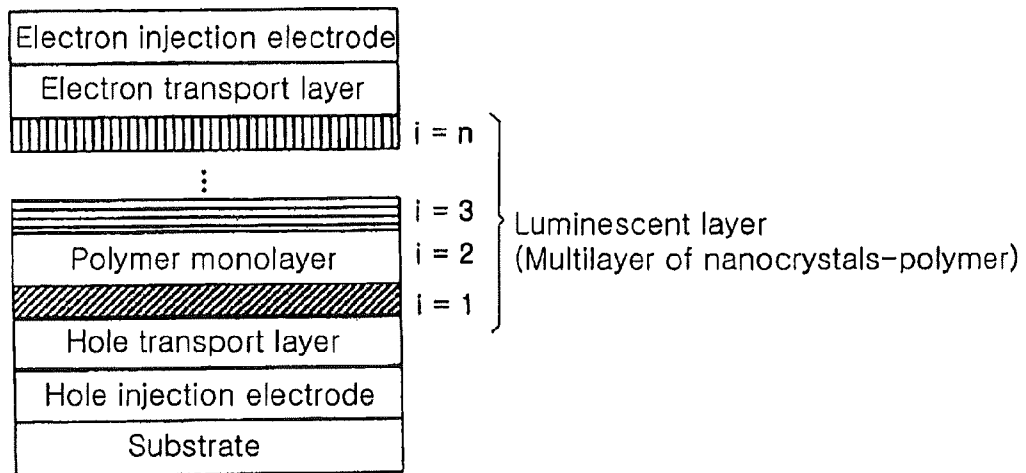 Electron injection electrode
Electron transport layer
i = n
⋮
i = 3
Luminescent layer
Polymer monolayer
i = 2
(Multilayer of nanocrystals-polymer)
i = 1
Hole transport layer
Hole injection electrode
Substrate